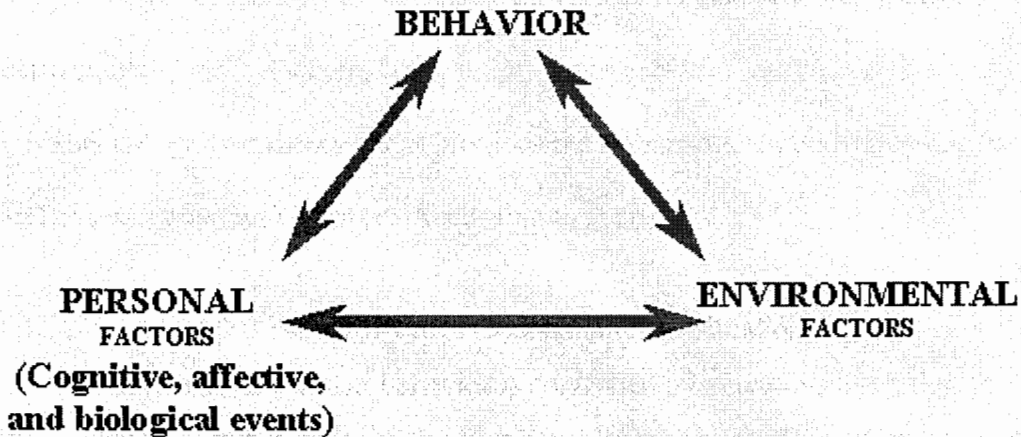 BEHAVIOR
PERSONAL
FACTORS
(Cognitive, affective,
and biological events)
ENVIRONMENTAL
FACTORS